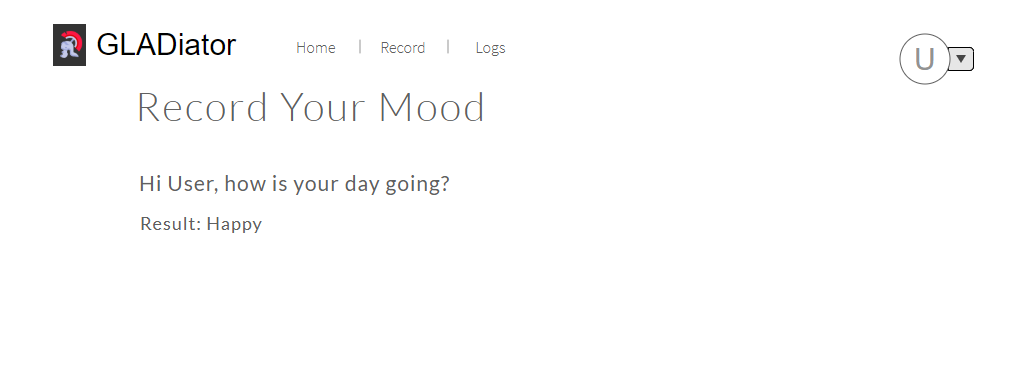 GLADiator
Home | Record | Logs
U
Record Your Mood
Hi User, how is your day going?
Result: Happy